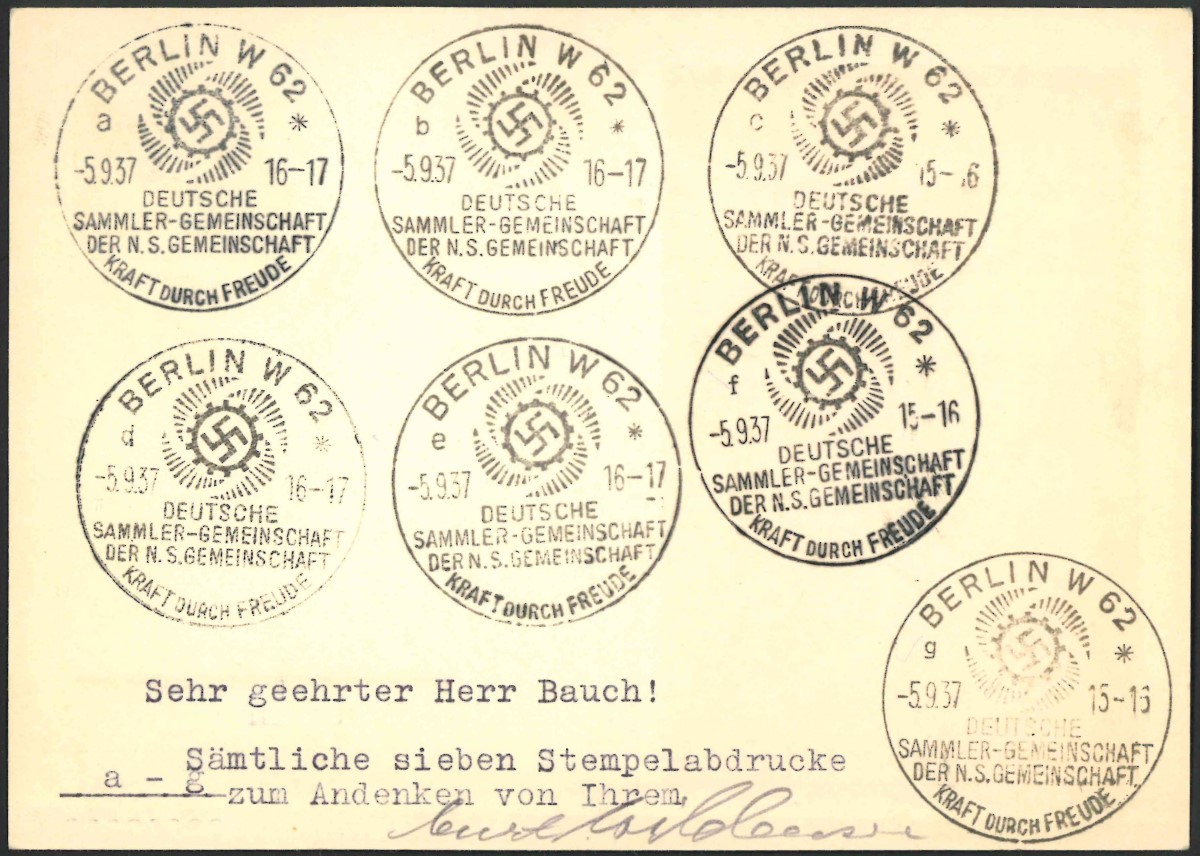 BERLIN W 62
a *
-5.9.37 16-17
DEUTSCHE
SAMMLER-GEMEINSCHAFT
DER N.S.GEMEINSCHAFT
KRAFT DURCH FREUDE
BERLIN W 62
b *
-5.9.37 16-17
DEUTSCHE
SAMMLER-GEMEINSCHAFT
DER N.S.GEMEINSCHAFT
KRAFT DURCH FREUDE
BERLIN W 62
c *
-5.9.37 15-16
DEUTSCHE
SAMMLER-GEMEINSCHAFT
DER N.S.GEMEINSCHAFT
KRAFT DURCH FREUDE
BERLIN W 62
d *
-5.9.37 16-17
DEUTSCHE
SAMMLER-GEMEINSCHAFT
DER N.S.GEMEINSCHAFT
KRAFT DURCH FREUDE
BERLIN W 62
e *
-5.9.37 16-17
DEUTSCHE
SAMMLER-GEMEINSCHAFT
DER N.S.GEMEINSCHAFT
KRAFT DURCH FREUDE
BERLIN W 62
f *
-5.9.37 15-16
DEUTSCHE
SAMMLER-GEMEINSCHAFT
DER N.S.GEMEINSCHAFT
KRAFT DURCH FREUDE
BERLIN W 62
g *
-5.9.37 15-16
DEUTSCHE
SAMMLER-GEMEINSCHAFT
DER N.S.GEMEINSCHAFT
KRAFT DURCH FREUDE
Sehr geehrter Herr Bauch!
Sämtliche sieben Stempelabdrucke
a - g
zum Andenken von Ihrem